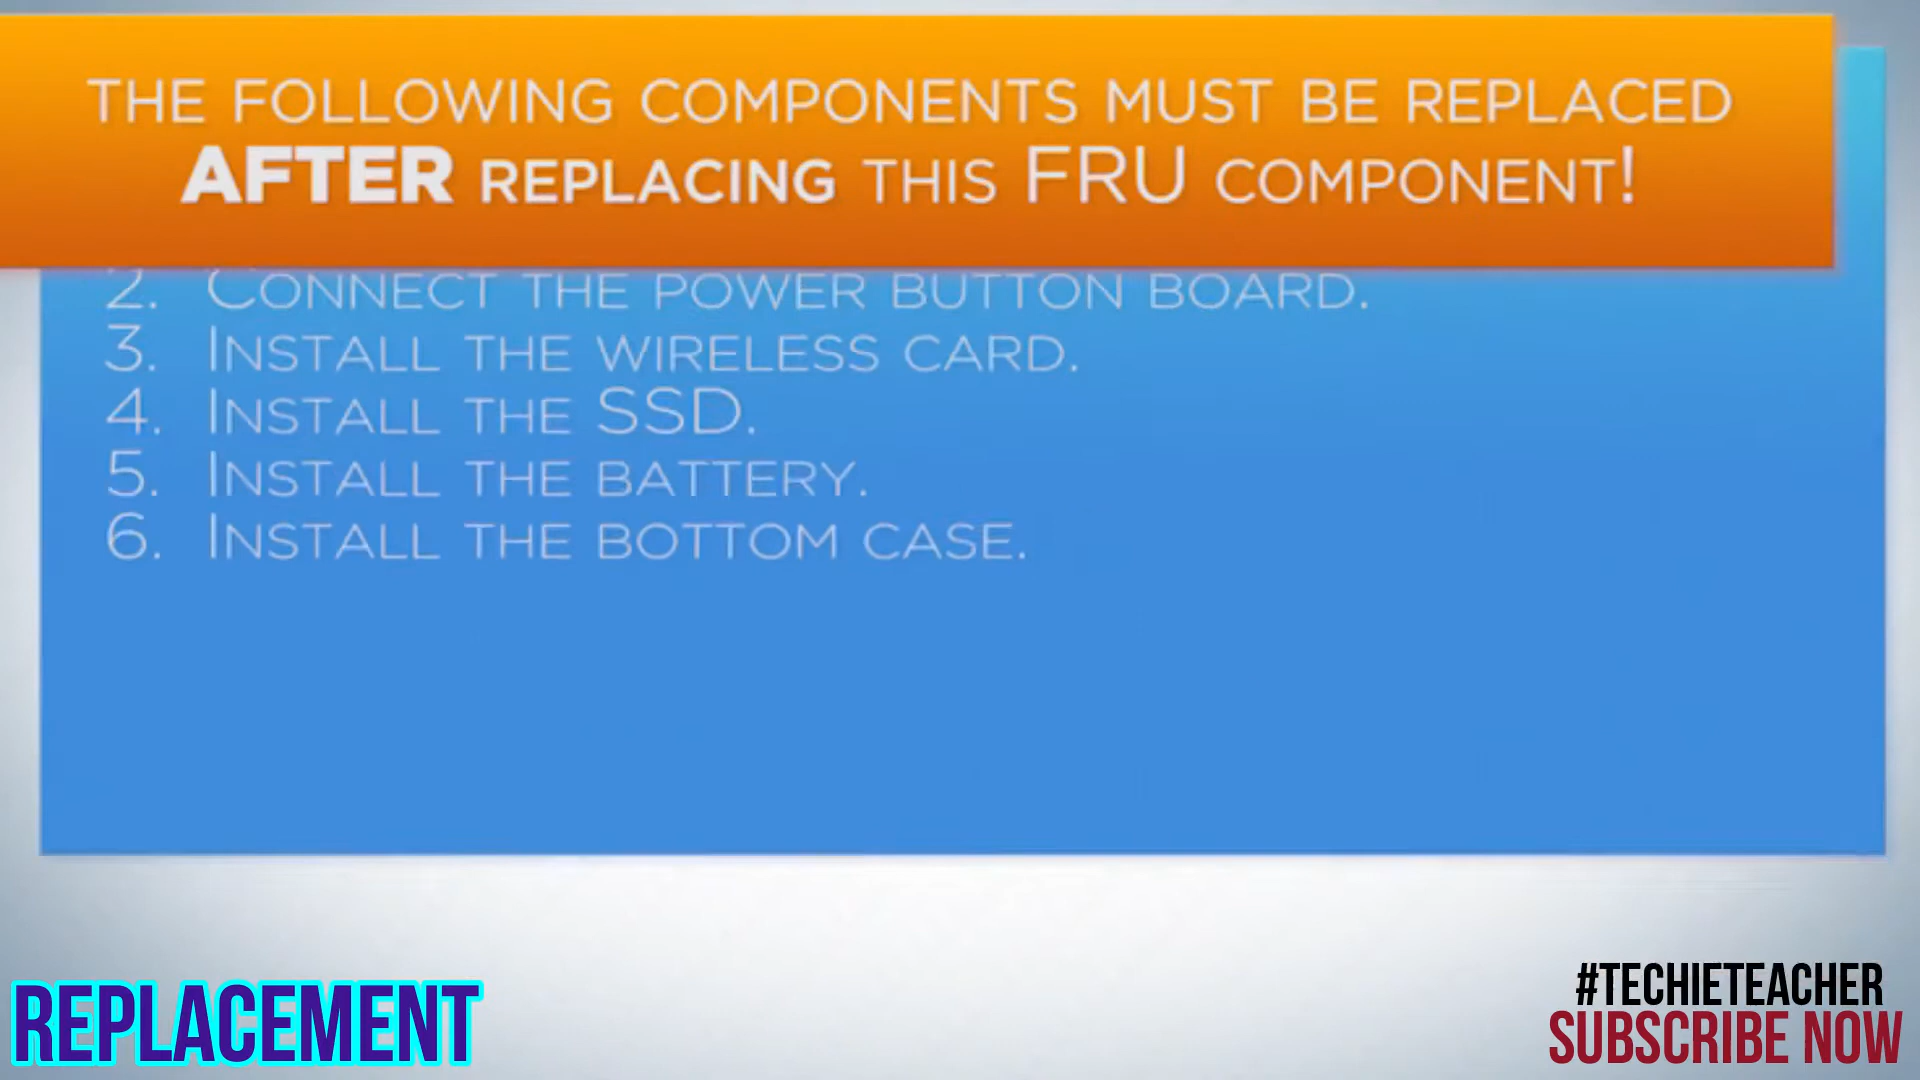 THE FOLLOWING COMPONENTS MUST BE REPLACED
AFTER REPLACING THIS FRU COMPONENT!
2. CONNECT THE POWER BUTTON BOARD.
3. INSTALL THE WIRELESS CARD.
4. INSTALL THE SSD.
5. INSTALL THE BATTERY.
6. INSTALL THE BOTTOM CASE.
REPLACEMENT
#TECHIETEACHER
SUBSCRIBE NOW